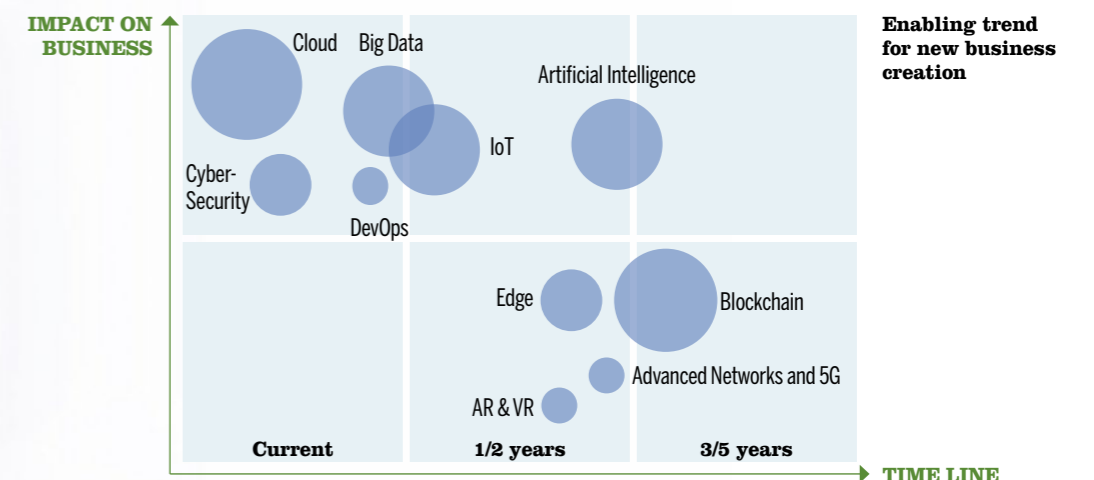 IMPACT ON
BUSINESS
Cloud
Big Data
Artificial Intelligence
IoT
Cyber-
Security
DevOps
Enabling trend
for new business
creation
Edge
Blockchain
Advanced Networks and 5G
AR & VR
Current
1/2 years
3/5 years
TIME LINE